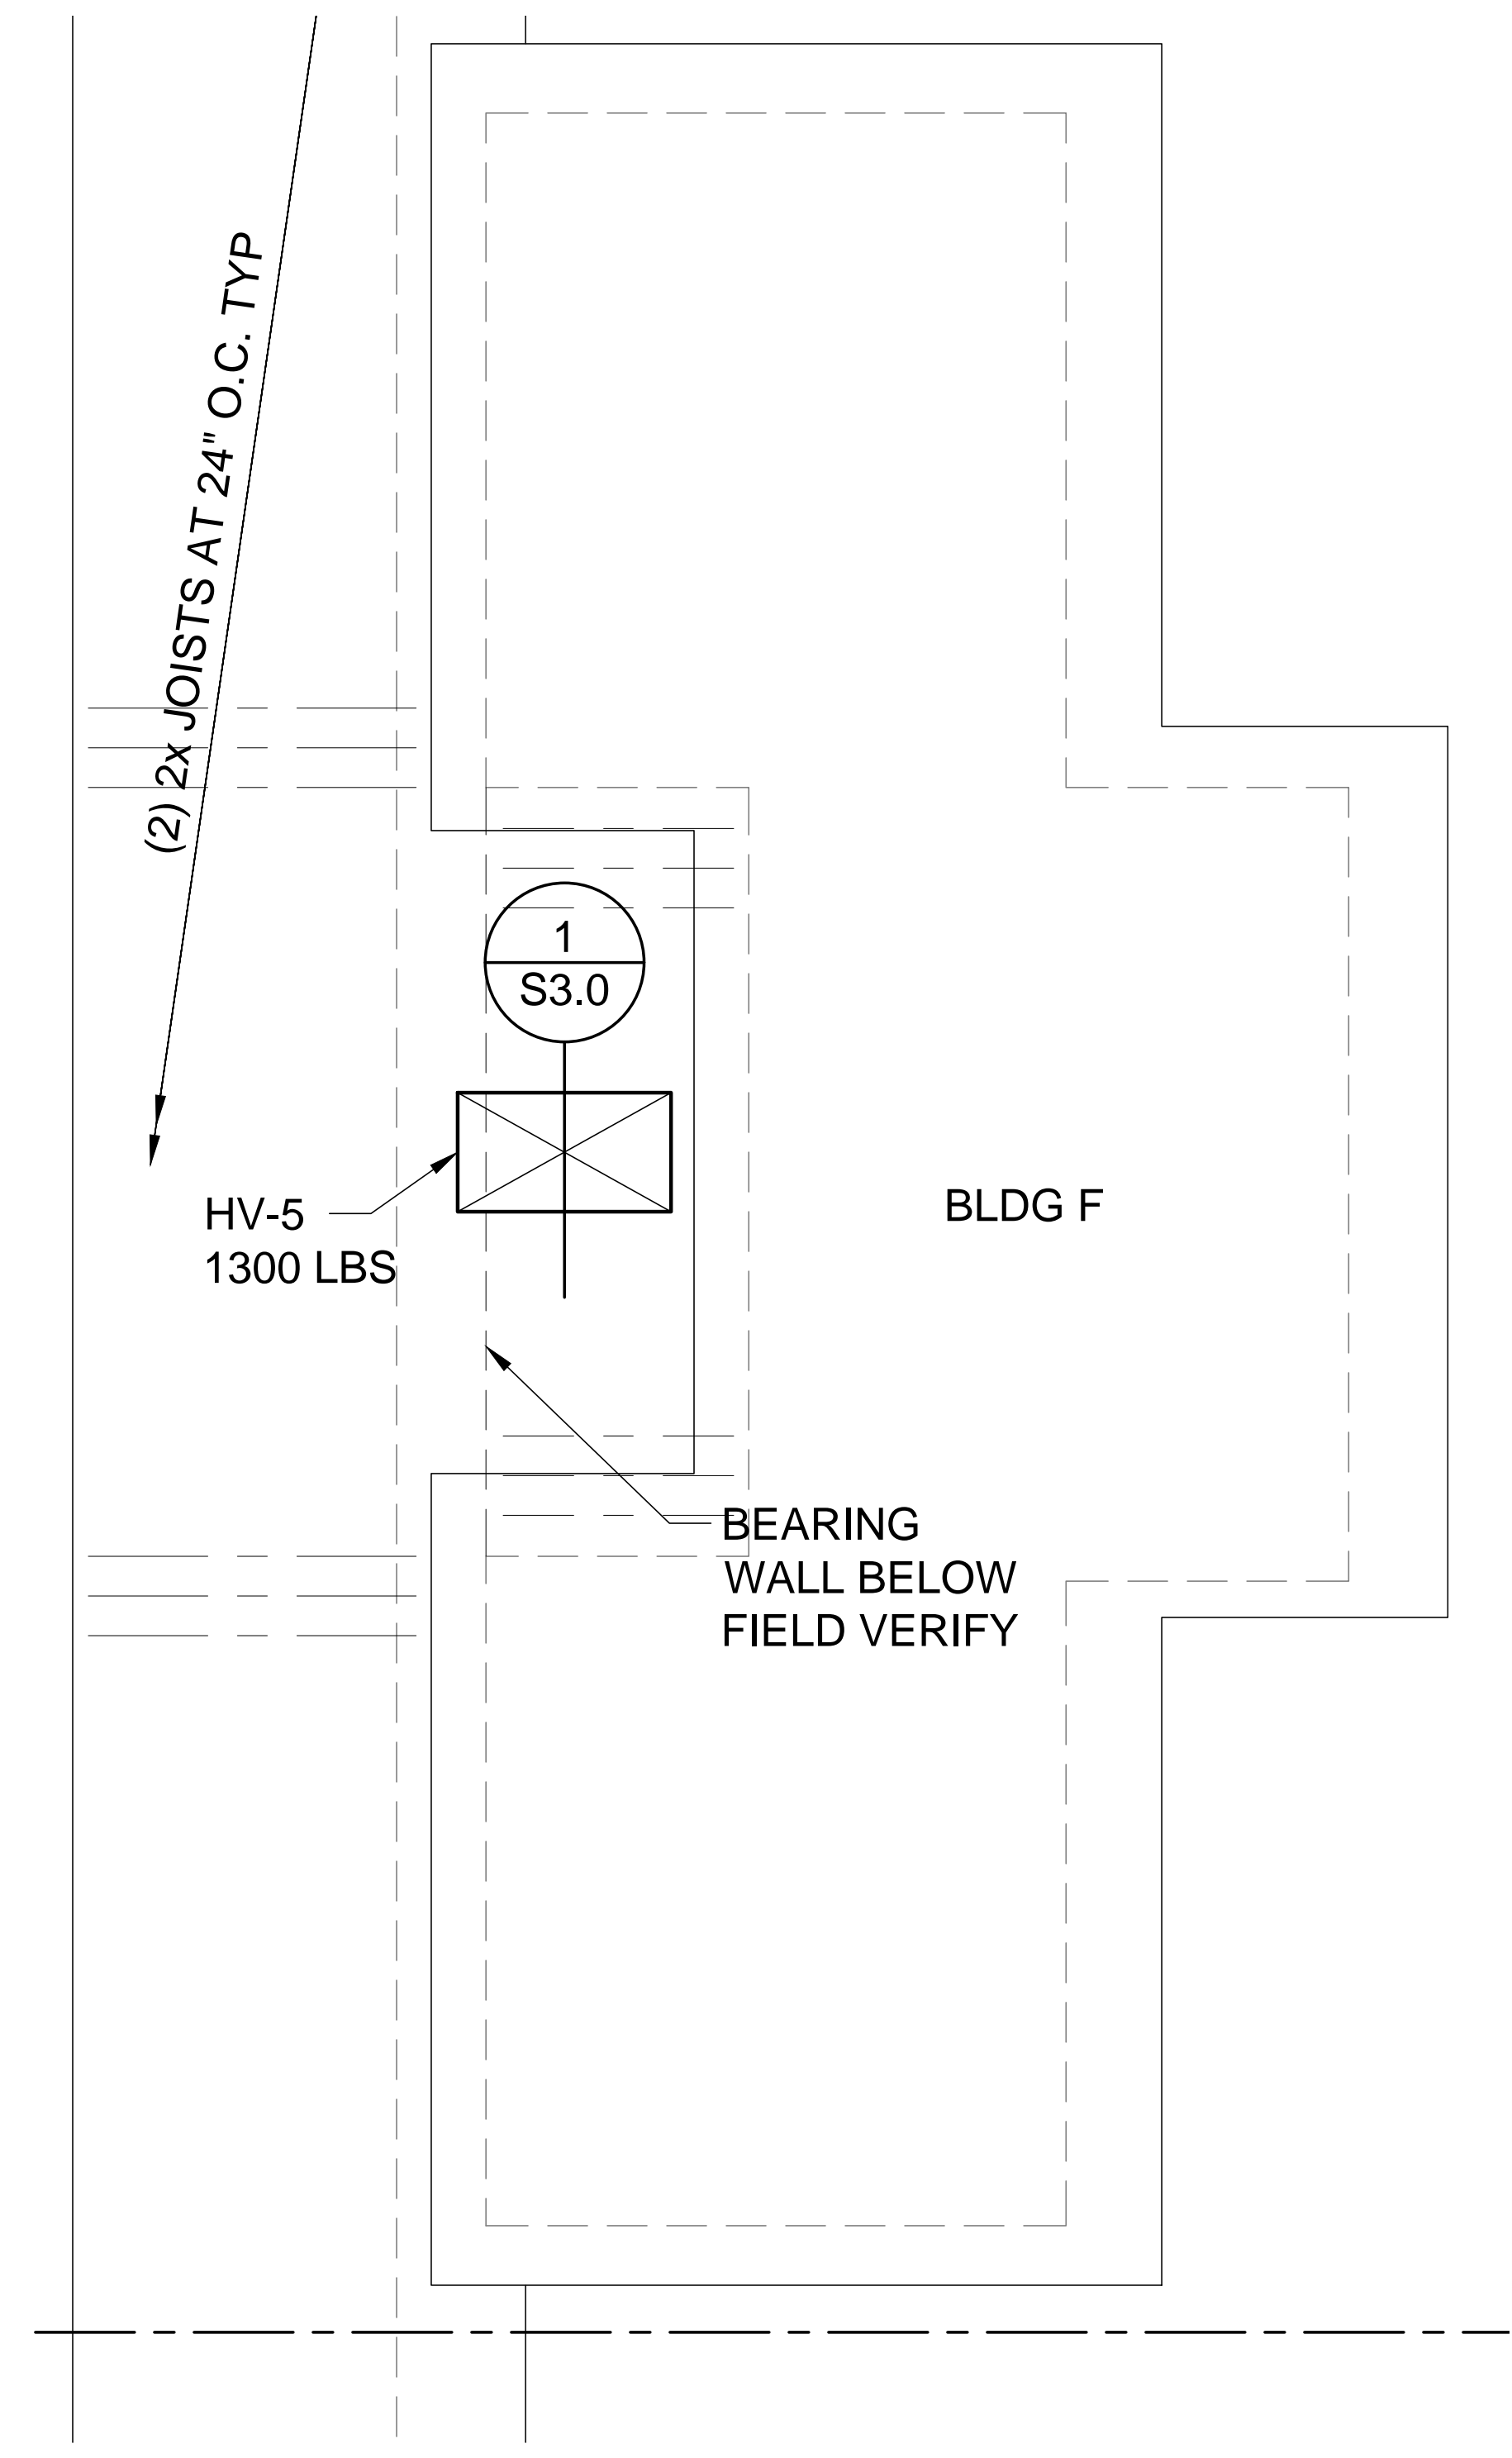 (2) 2x JOISTS AT 24" O.C. TYP
1
S3.0
HV-5
1300 LBS
BLDG F
BEARING
WALL BELOW
FIELD VERIFY